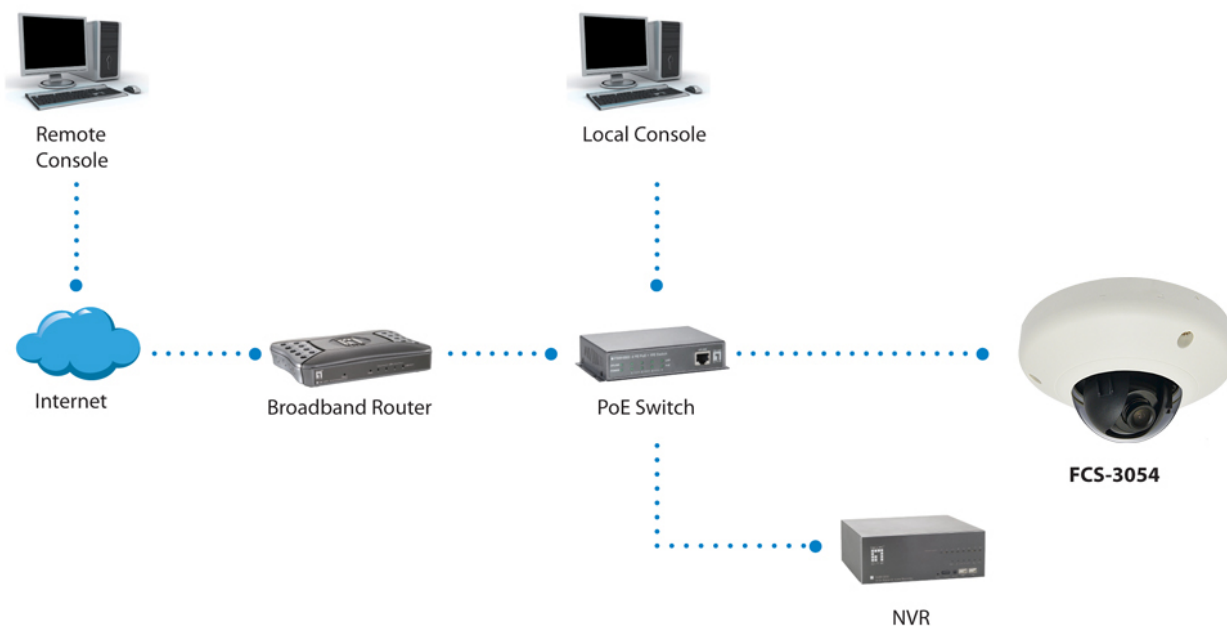 Remote
Console
Local Console
Internet
Broadband Router
PoE Switch
FCS-3054
NVR